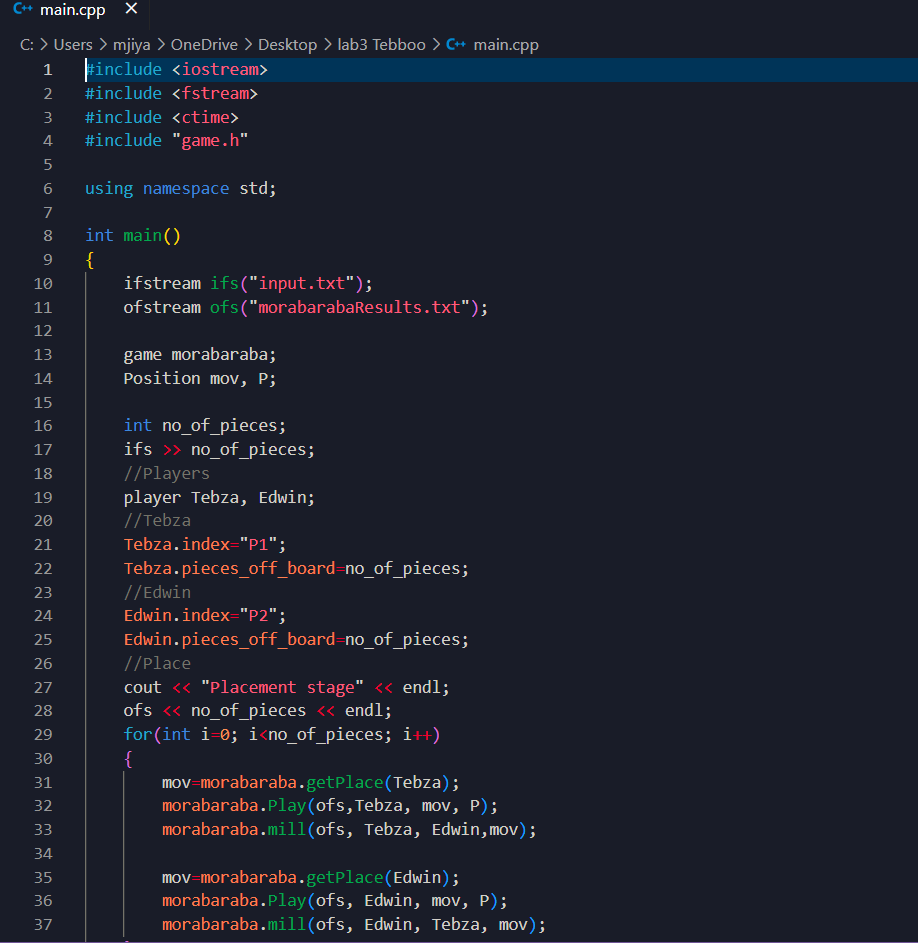 C++ main.cpp ×
C: > Users > mjiya > OneDrive > Desktop > lab3 Tebboo > C++ main.cpp
1 #include <iostream>
2 #include <fstream>
3 #include <ctime>
4 #include "game.h"
5
6 using namespace std;
7
8 int main()
9 {
10     ifstream ifs("input.txt");
11     ofstream ofs("morabarabaResults.txt");
12
13     game morabaraba;
14     Position mov, P;
15
16     int no_of_pieces;
17     ifs >> no_of_pieces;
18     //Players
19     player Tebza, Edwin;
20     //Tebza
21     Tebza.index="P1";
22     Tebza.pieces_off_board=no_of_pieces;
23     //Edwin
24     Edwin.index="P2";
25     Edwin.pieces_off_board=no_of_pieces;
26     //Place
27     cout << "Placement stage" << endl;
28     ofs << no_of_pieces << endl;
29     for(int i=0; i<no_of_pieces; i++)
30     {
31         mov=morabaraba.getPlace(Tebza);
32         morabaraba.Play(ofs,Tebza, mov, P);
33         morabaraba.mill(ofs, Tebza, Edwin,mov);
34
35         mov=morabaraba.getPlace(Edwin);
36         morabaraba.Play(ofs, Edwin, mov, P);
37         morabaraba.mill(ofs, Edwin, Tebza, mov);